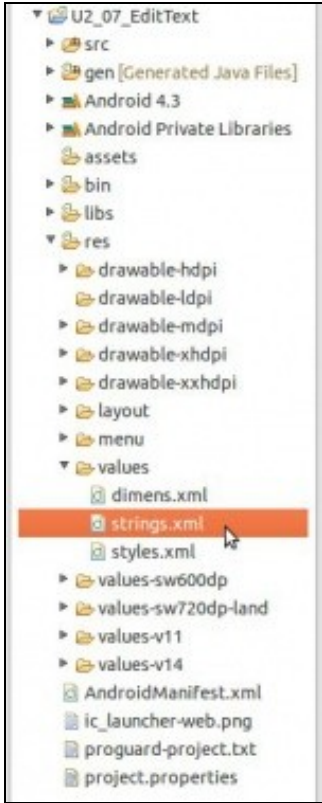 U2_07_EditText
src
gen [Generated Java Files]
Android 4.3
Android Private Libraries
assets
bin
libs
res
drawable-hdpi
drawable-ldpi
drawable-mdpi
drawable-xhdpi
drawable-xxhdpi
layout
menu
values
dimens.xml
strings.xml
styles.xml
values-sw600dp
values-sw720dp-land
values-v11
values-v14
AndroidManifest.xml
ic_launcher-web.png
proguard-project.txt
project.properties